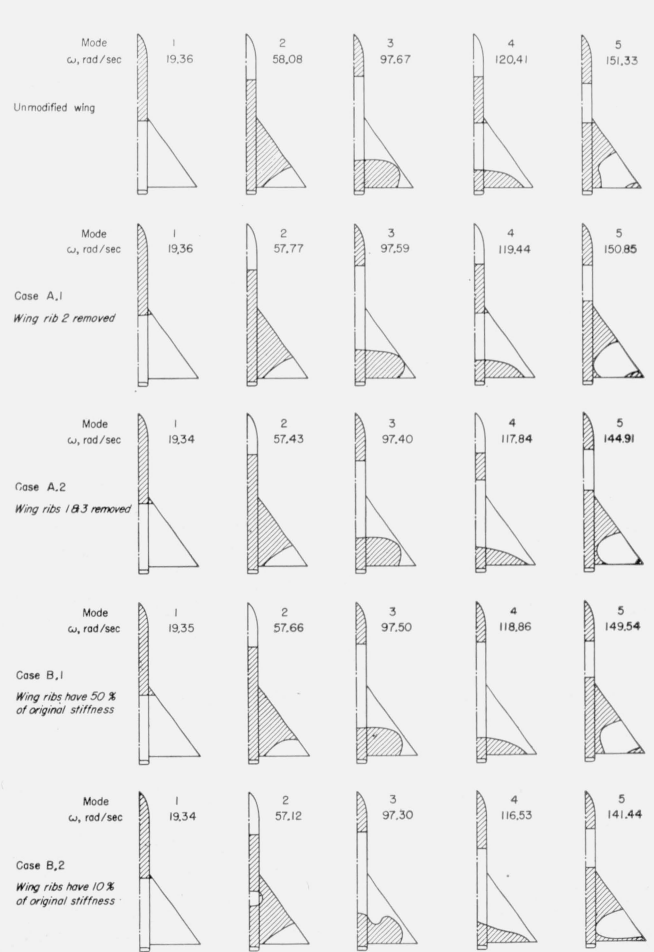 Mode 1 2 3 4 5
ω, rad/sec 19.36 58.08 97.67 120.41 151.33
Unmodified wing
Mode 1 2 3 4 5
ω, rad/sec 19.36 57.77 97.59 119.44 150.85
Case A.1
Wing rib 2 removed
Mode 1 2 3 4 5
ω, rad/sec 19.34 57.43 97.40 117.84 144.91
Case A.2
Wing ribs 1&3 removed
Mode 1 2 3 4 5
ω, rad/sec 19.35 57.66 97.50 118.86 149.54
Case B.1
Wing ribs have 50 %
of original stiffness
Mode 1 2 3 4 5
ω, rad/sec 19.34 57.12 97.30 116.53 141.44
Case B.2
Wing ribs have 10 %
of original stiffness